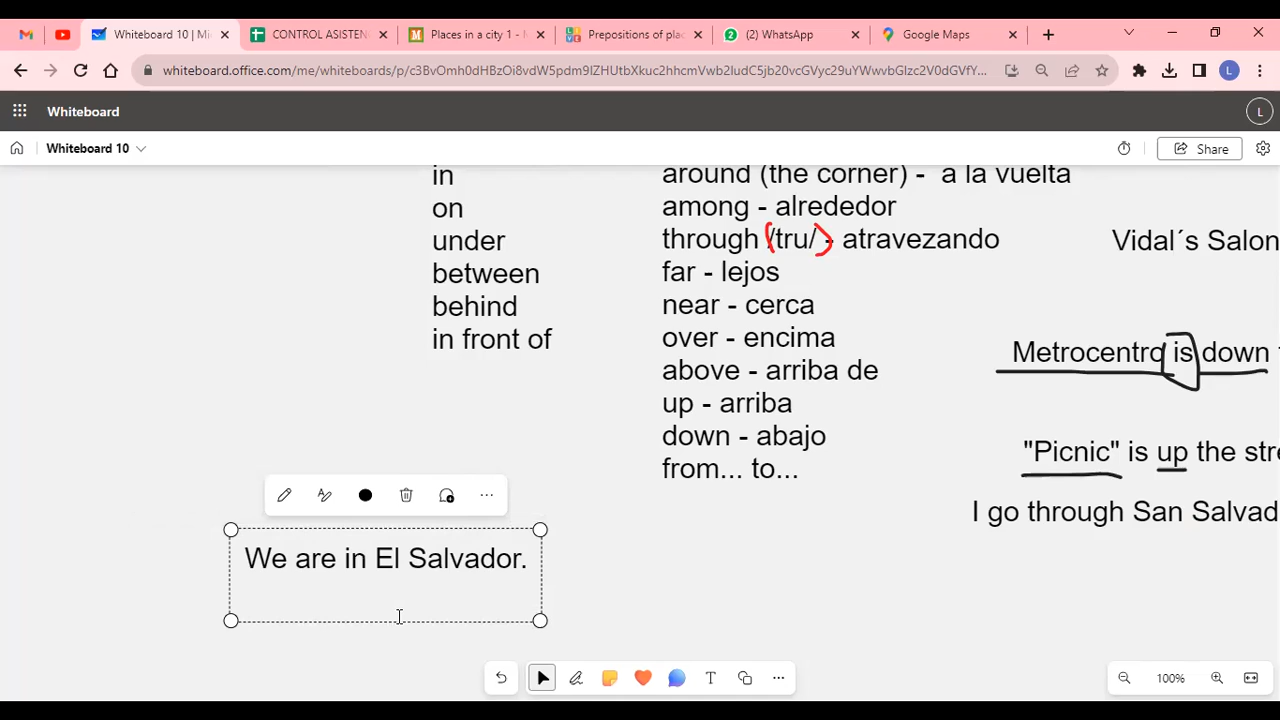 Whiteboard 10 | Mi
CONTROL ASISTEN
Places in a city 1 - M
Prepositions of plac
(2) WhatsApp
Google Maps
whiteboard.office.com/me/whiteboards/p/c3BvOmh0dHBzOi8vdW5pdm9lZHUtbXkuc2hhcmVwb2ludC5jb20vcGVyc29uYWwvbGlzc2V0dGVfY...
L
Whiteboard
L
Whiteboard 10
Share
in
on
under
between
behind
in front of
around (the corner) - a la vuelta
among - alrededor
through /tru/ - atravezando
far - lejos
near - cerca
over - encima
above - arriba de
up - arriba
down - abajo
from... to...
Vidal´s Salon
Metrocentro is down
"Picnic" is up the stre
I go through San Salvad
We are in El Salvador.
100%